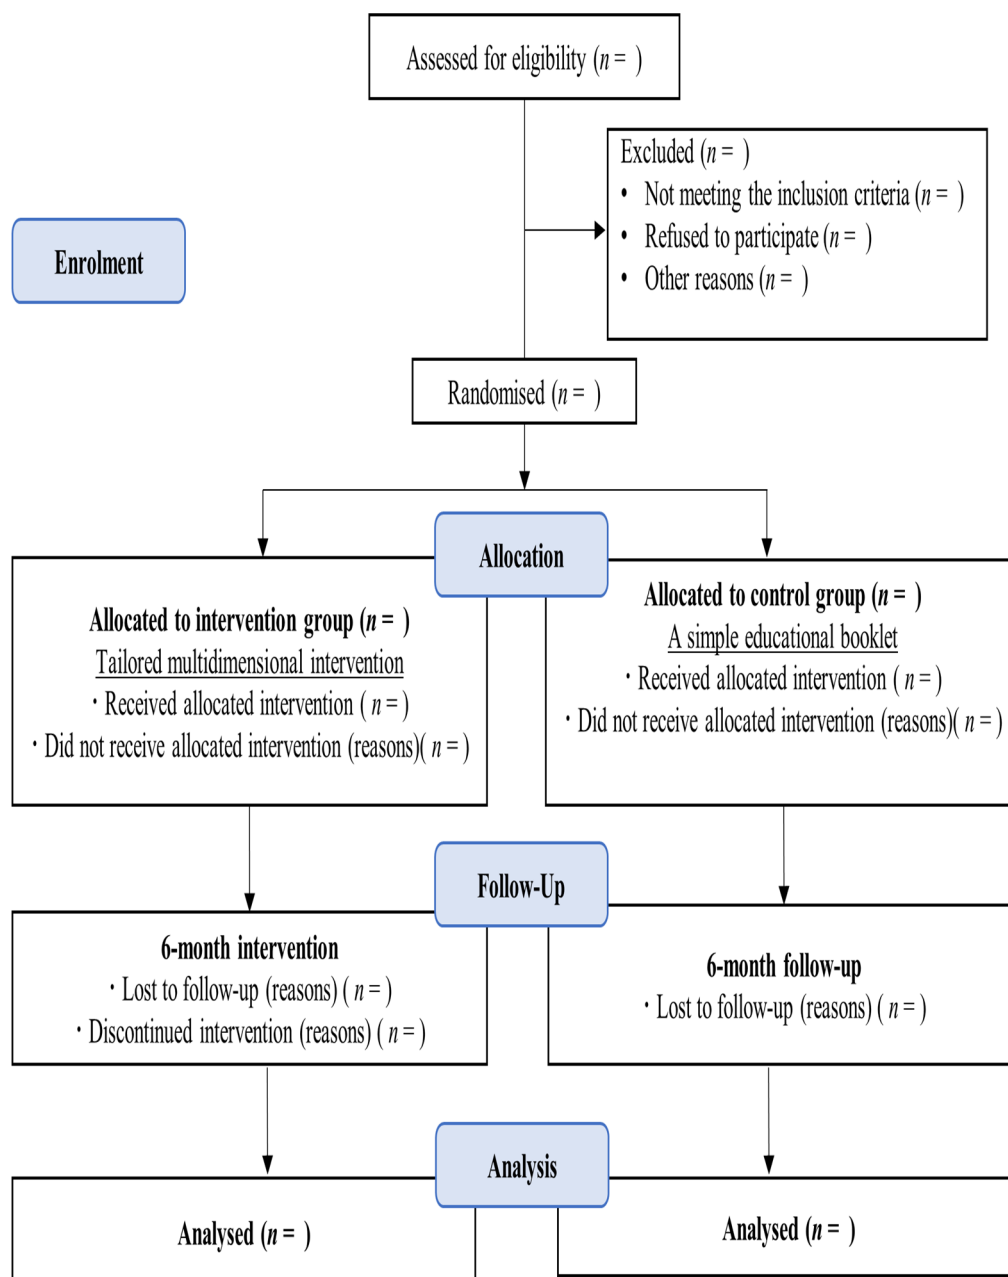 Assessed for eligibility (n = )
Excluded (n = )
• Not meeting the inclusion criteria (n = )
• Refused to participate (n = )
• Other reasons (n = )
Enrolment
Randomised (n = )
Allocation
Allocated to intervention group (n = )
Tailored multidimensional intervention
· Received allocated intervention ( n = )
· Did not receive allocated intervention (reasons)( n = )
Allocated to control group (n = )
A simple educational booklet
· Received allocated intervention ( n = )
· Did not receive allocated intervention (reasons)( n = )
Follow-Up
6-month intervention
· Lost to follow-up (reasons) ( n = )
· Discontinued intervention (reasons) ( n = )
6-month follow-up
· Lost to follow-up (reasons) ( n = )
Analysis
Analysed (n = )
Analysed (n = )